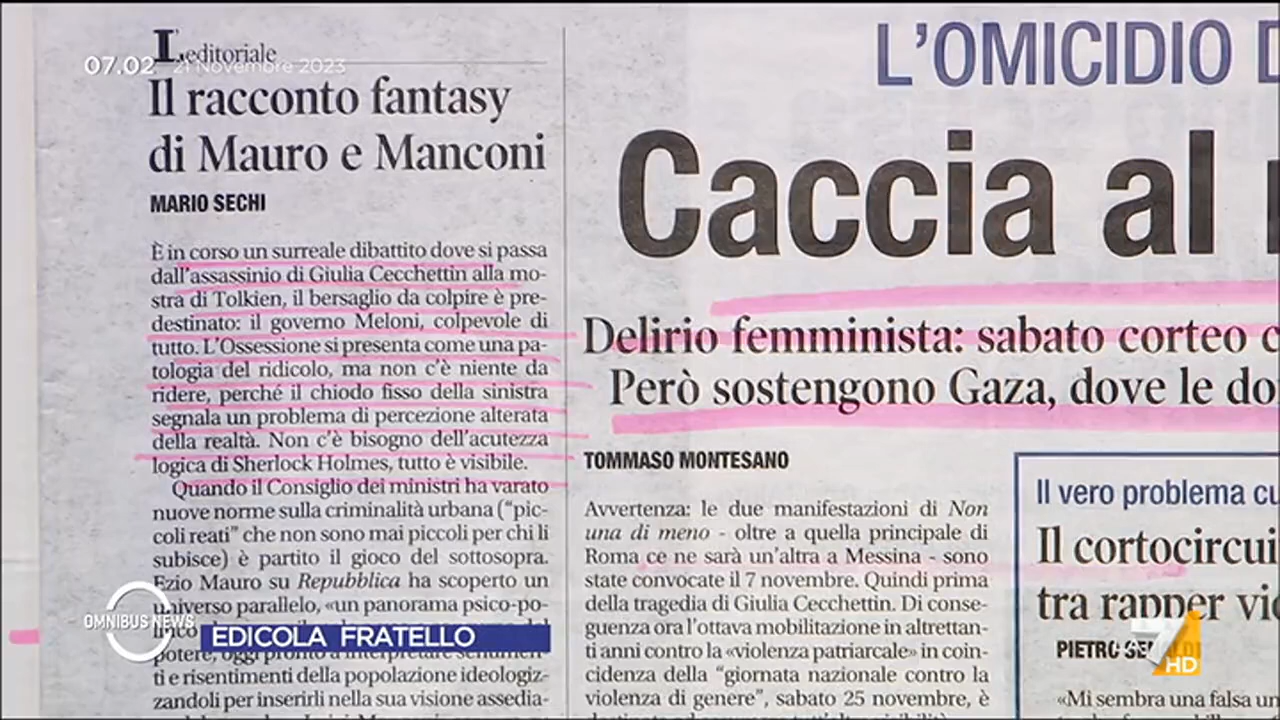 L'editoriale
07.02 21 Novembre 2023
Il racconto fantasy
di Mauro e Manconi
MARIO SECHI
È in corso un surreale dibattito dove si passa
dall'assassinio di Giulia Cecchettin alla mo-
stra di Tolkien, il bersaglio da colpire è pre-
destinato: il governo Meloni, colpevole di
tutto. L'Ossessione si presenta come una pa-
tologia del ridicolo, ma non c'è niente da
ridere, perché il chiodo fisso della sinistra
segnala un problema di percezione alterata
della realtà. Non c'è bisogno dell'acutezza
logica di Sherlock Holmes, tutto è visibile.
Quando il Consiglio dei ministri ha varato
nuove norme sulla criminalità urbana ("pic-
coli reati" che non sono mai piccoli per chi li
subisce) è partito il gioco del sottosopra.
Ezio Mauro su Repubblica ha scoperto un
universo parallelo, «un panorama psico-po-
potere, oggi pronto a interpretare
ti e risentimenti della popolazione ideologiz-
zandoli per inserirli nella sua visione assedia-
L'OMICIDIO D
Caccia al
Delirio femminista: sabato corteo c
Però sostengono Gaza, dove le do
TOMMASO MONTESANO
Avvertenza: le due manifestazioni di Non
una di meno - oltre a quella principale di
Roma ce ne sarà un'altra a Messina - sono
state convocate il 7 novembre. Quindi prima
della tragedia di Giulia Cecchettin. Di conse-
guenza ora l'ottava mobilitazione in altrettan-
ti anni contro la «violenza patriarcale» in coin-
cidenza della "giornata nazionale contro la
violenza di genere", sabato 25 novembre, è
Il vero problema cu
Il cortocircui
tra rapper vio
PIETRO
«Mi sembra una falsa un
OMNIBUS NEWS
EDICOLA FRATELLO
7 HD